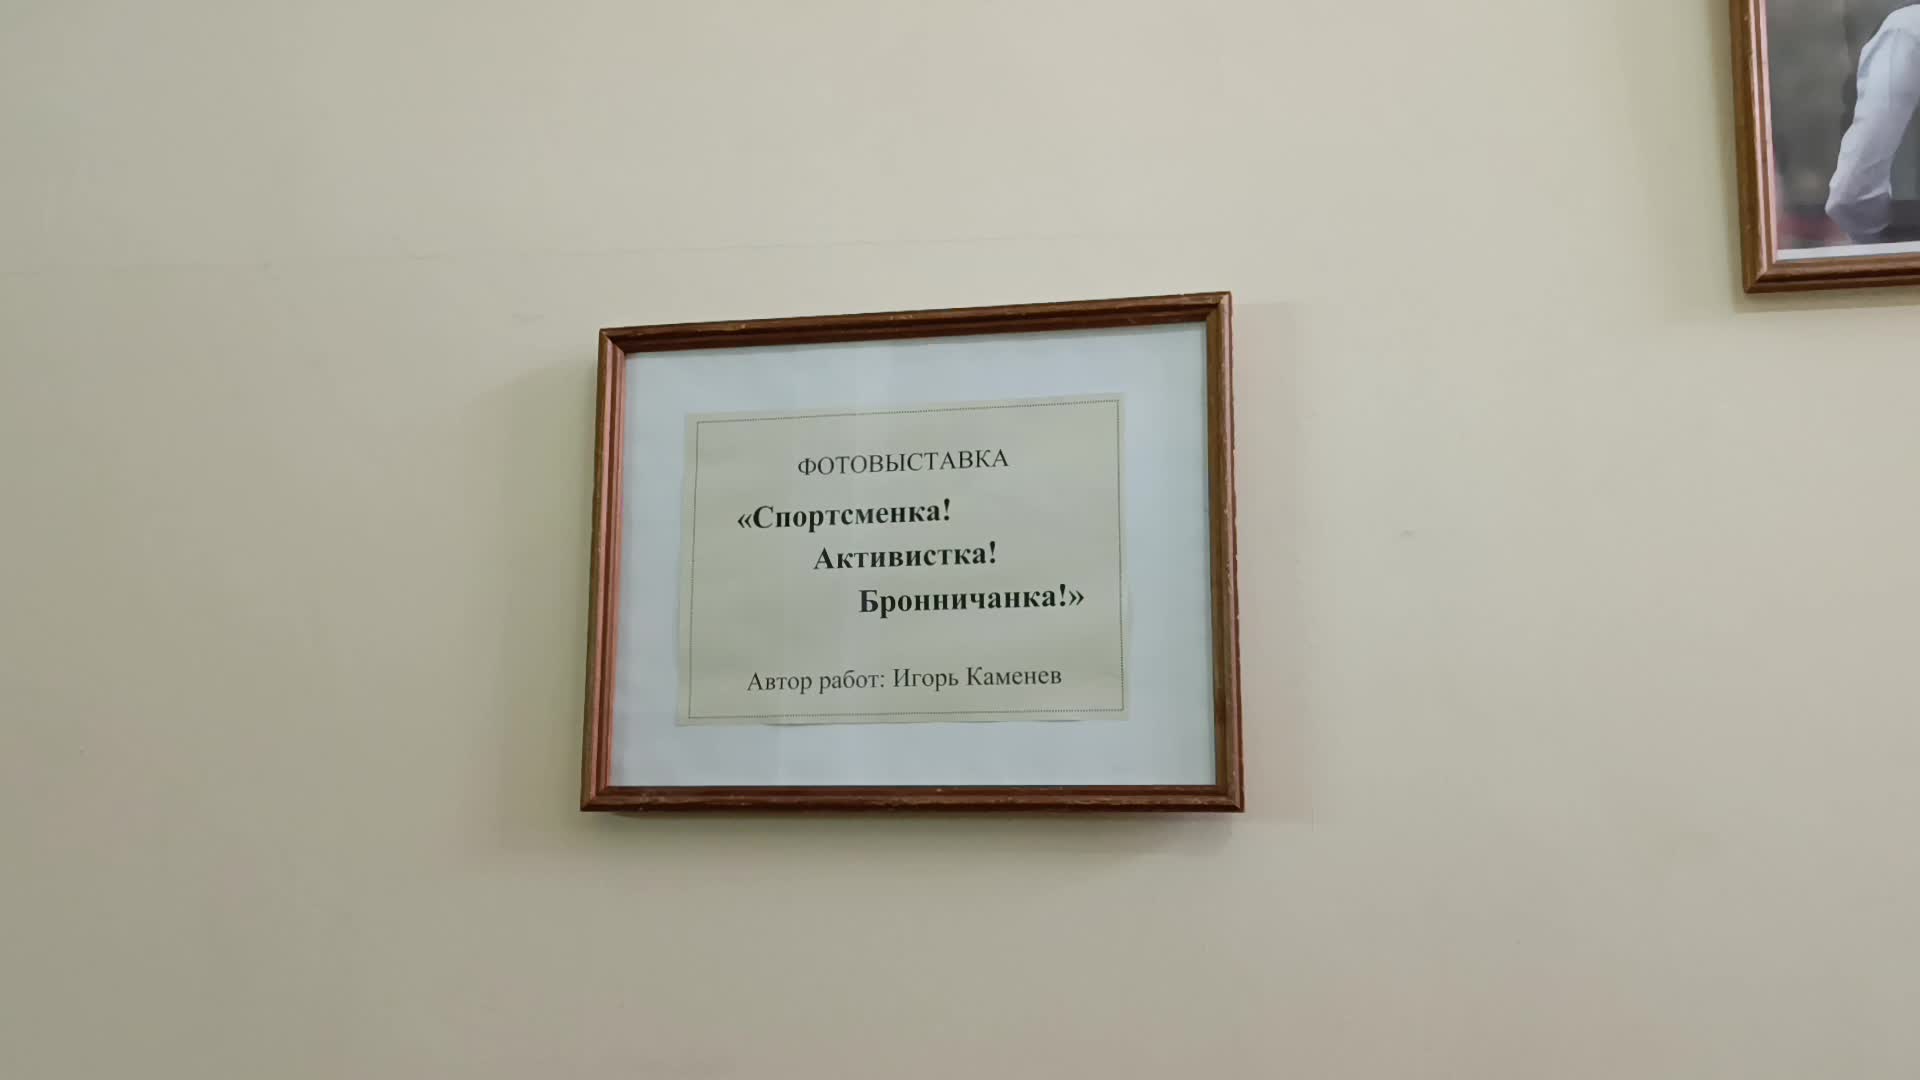 ФОТОВЫСТАВКА
«Спортсменка!
Активистка!
Бронничанка!»
Автор работ: Игорь Каменев